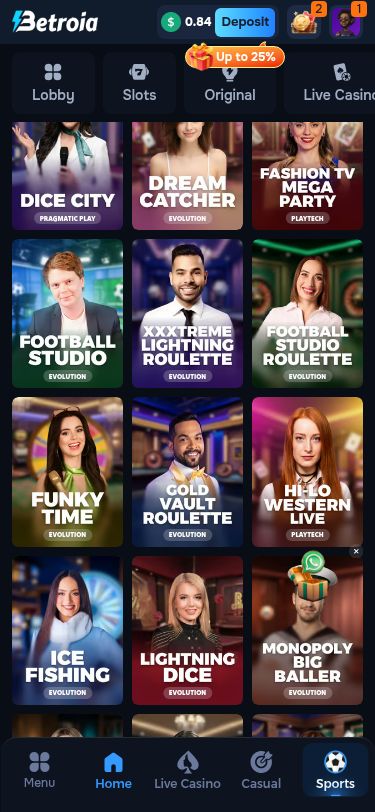 Betroia
$ 0.84 Deposit
2
1
Up to 25%
Lobby
Slots
Original
Live Casino
DICE CITY
PRAGMATIC PLAY
DREAM
CATCHER
EVOLUTION
FASHION TV
MEGA
PARTY
PLAYTECH
FOOTBALL
STUDIO
EVOLUTION
XXXTREME
LIGHTNING
ROULETTE
EVOLUTION
FOOTBALL
STUDIO
ROULETTE
EVOLUTION
FUNKY
TIME
EVOLUTION
GOLD
VAULT
ROULETTE
EVOLUTION
HI-LO
WESTERN
LIVE
PLAYTECH
ICE
FISHING
EVOLUTION
LIGHTNING
DICE
EVOLUTION
MONOPOLY
BIG
BALLER
EVOLUTION
Menu
Home
Live Casino
Casual
Sports